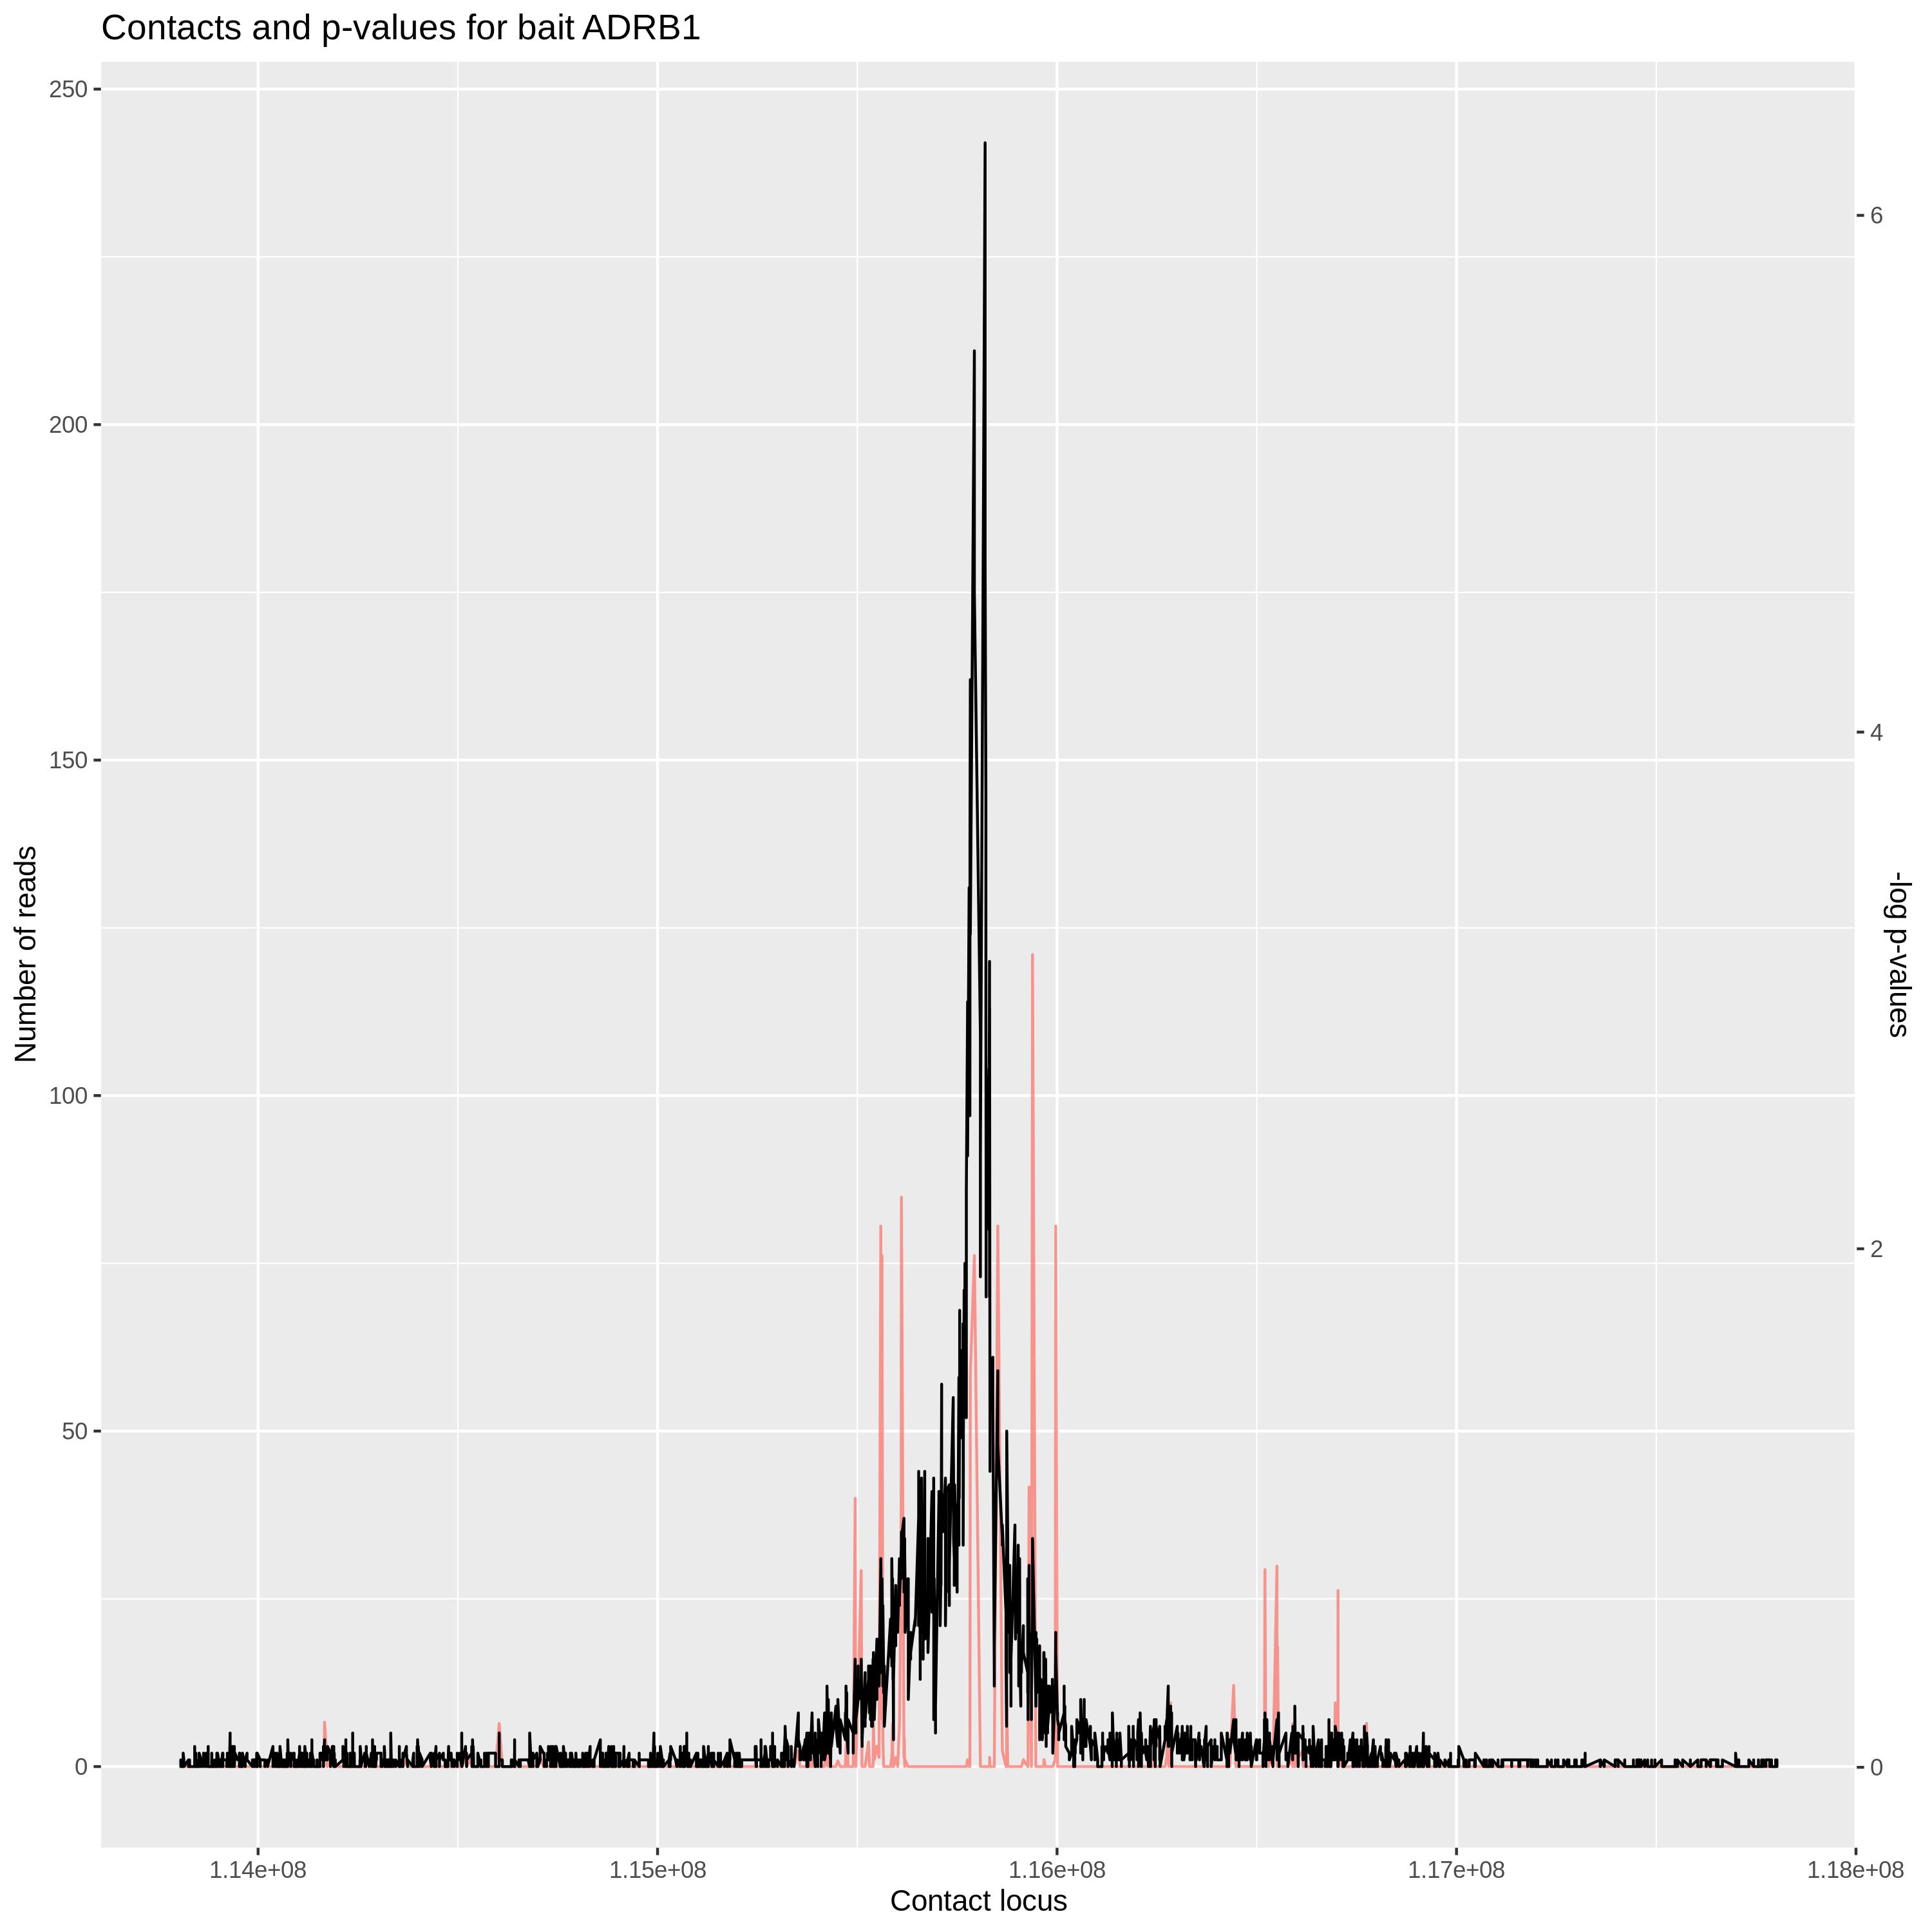 Contacts and p-values for bait ADRB1
250
200
150
100
50
0
Number of reads
6
4
2
0
-log p-values
1.14e+08
1.15e+08
1.16e+08
1.17e+08
1.18e+08
Contact locus